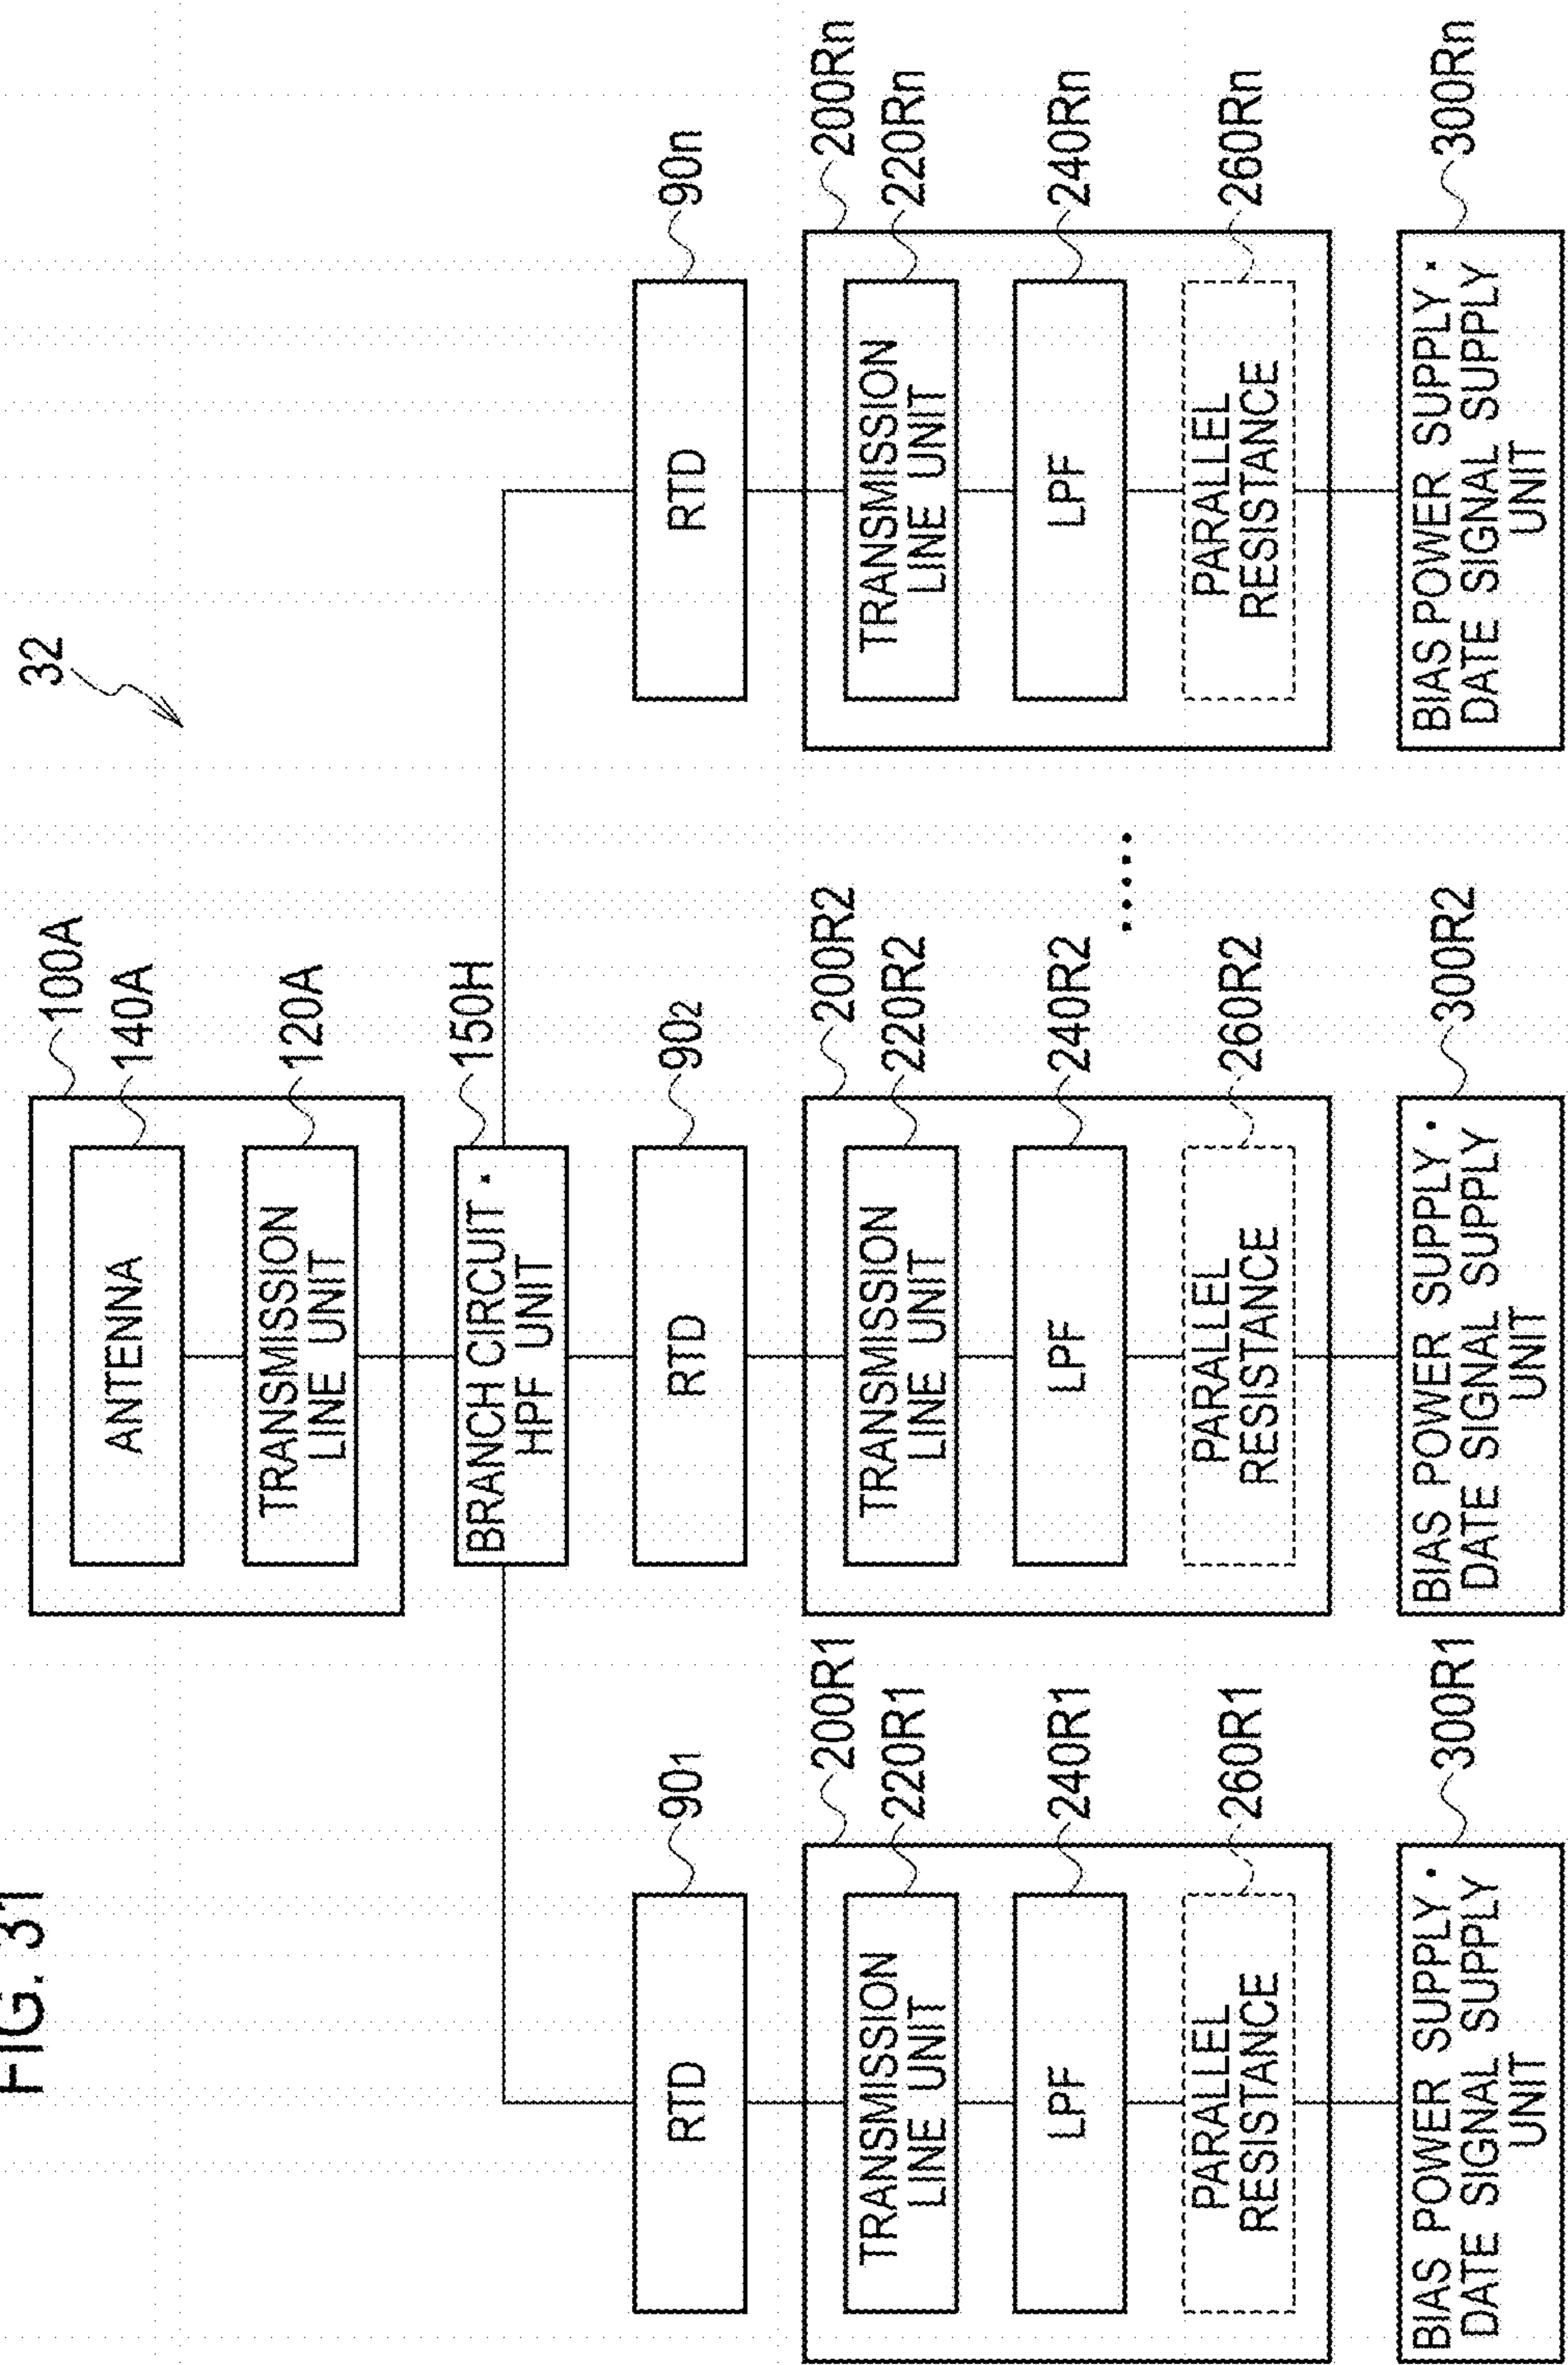 FIG. 31
32
100A
140A
ANTENNA
120A
TRANSMISSION
LINE UNIT
150H
BRANCH CIRCUIT ·
HPF UNIT
901
RTD
902
RTD
90n
RTD
200R1
220R1
TRANSMISSION
LINE UNIT
240R1
LPF
260R1
PARALLEL
RESISTANCE
300R1
BIAS POWER SUPPLY ·
DATE SIGNAL SUPPLY
UNIT
200R2
220R2
TRANSMISSION
LINE UNIT
240R2
LPF
260R2
PARALLEL
RESISTANCE
300R2
BIAS POWER SUPPLY ·
DATE SIGNAL SUPPLY
UNIT
.....
200Rn
220Rn
TRANSMISSION
LINE UNIT
240Rn
LPF
260Rn
PARALLEL
RESISTANCE
300Rn
BIAS POWER SUPPLY ·
DATE SIGNAL SUPPLY
UNIT